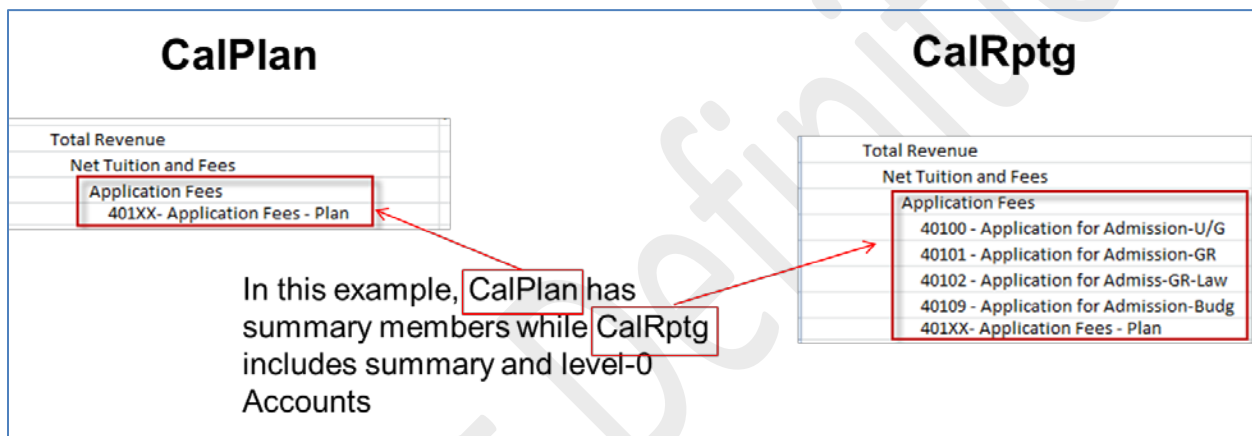 CalPlan
CalRptg
Total Revenue
Net Tuition and Fees
Application Fees
401XX- Application Fees - Plan
Total Revenue
Net Tuition and Fees
Application Fees
40100 - Application for Admission-U/G
40101 - Application for Admission-GR
40102 - Application for Admiss-GR-Law
40109 - Application for Admission-Budg
401XX- Application Fees - Plan
In this example, CalPlan has
summary members while CalRptg
includes summary and level-0
Accounts